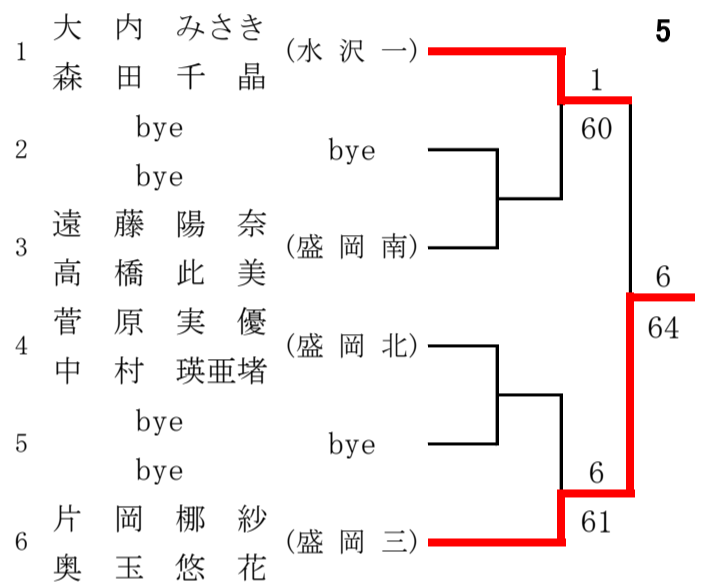 5
1 大内みさき (水沢一)
森田千晶
1
60
2 bye bye
bye
3 遠藤陽奈 (盛岡南)
高橋此美
6
64
4 菅原実優 (盛岡北)
中村瑛亜堵
5 bye bye
bye
6
61
6 片岡梛紗 (盛岡三)
奥玉悠花